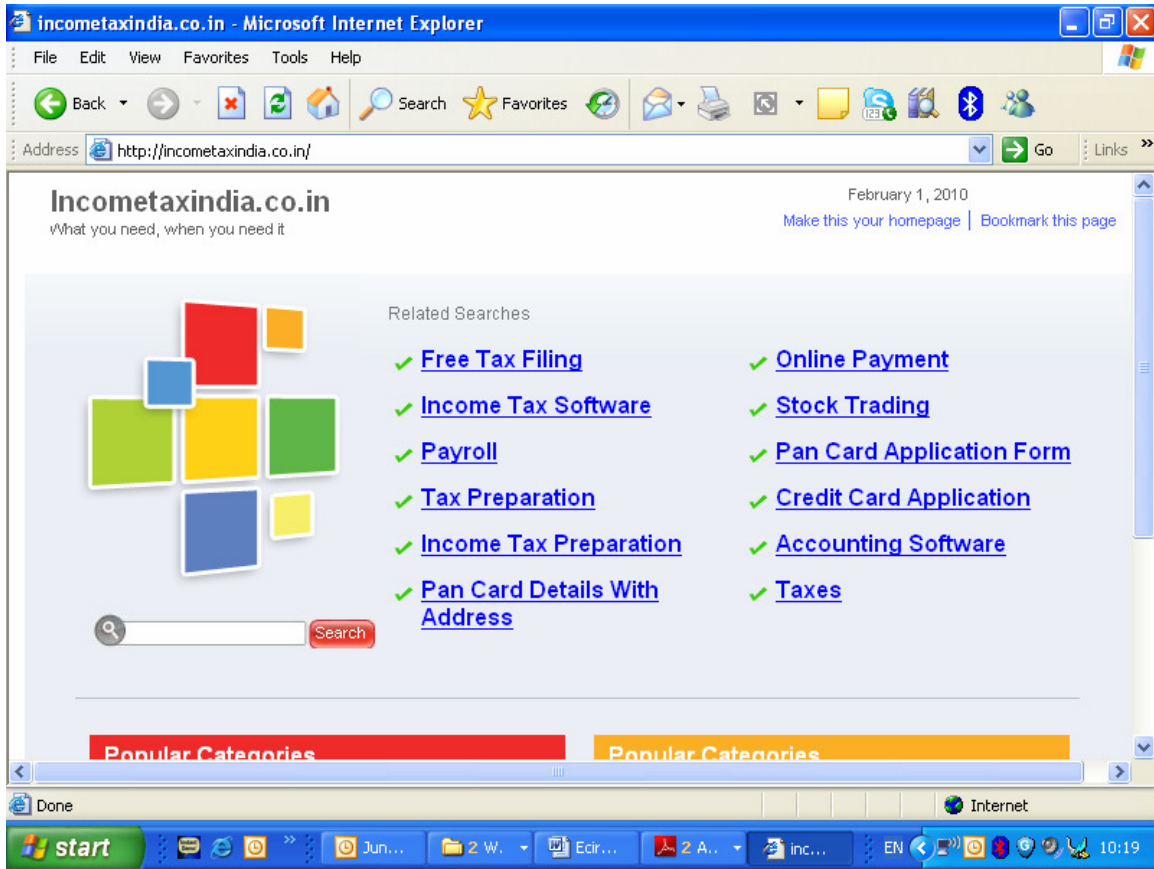 incometaxindia.co.in - Microsoft Internet Explorer
File Edit View Favorites Tools Help
Back Search Favorites
Address http://incometaxindia.co.in/ Go Links »
Incometaxindia.co.in
What you need, when you need it
February 1, 2010
Make this your homepage | Bookmark this page
Related Searches
Free Tax Filing
Income Tax Software
Payroll
Tax Preparation
Income Tax Preparation
Pan Card Details With
Address
Online Payment
Stock Trading
Pan Card Application Form
Credit Card Application
Accounting Software
Taxes
Search
Popular Categories
Popular Categories
Done Internet
start » Jun... 2 W. Ecir... 2 A.. inc... EN 10:19